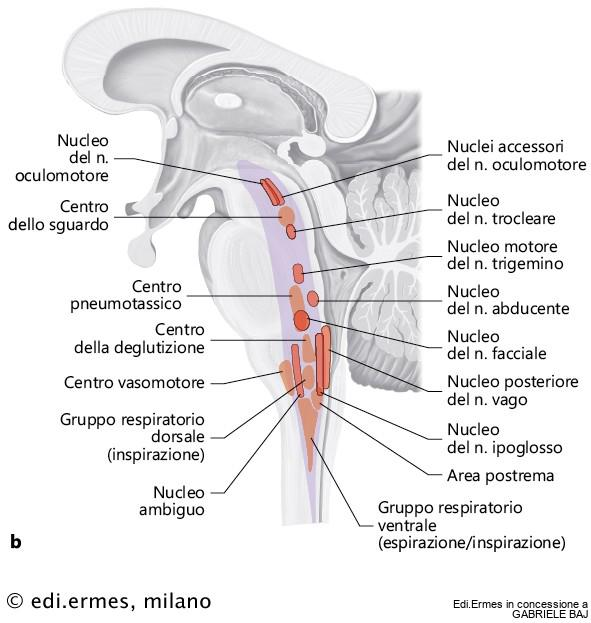 Nucleo
del n.
oculomotore
Centro
dello sguardo
Centro
pneumotassico
Centro
della deglutizione
Centro vasomotore
Gruppo respiratorio
dorsale
(inspirazione)
Nucleo
ambiguo
Nuclei accessori
del n. oculomotore
Nucleo
del n. trocleare
Nucleo motore
del n. trigemino
Nucleo
del n. abducente
Nucleo
del n. facciale
Nucleo posteriore
del n. vago
Nucleo
del n. ipoglosso
Area postrema
Gruppo respiratorio
ventrale
(espirazione/inspirazione)
b
© edi.ermes, milano
Edi.Ermes in concessione a
GABRIELE BAJ